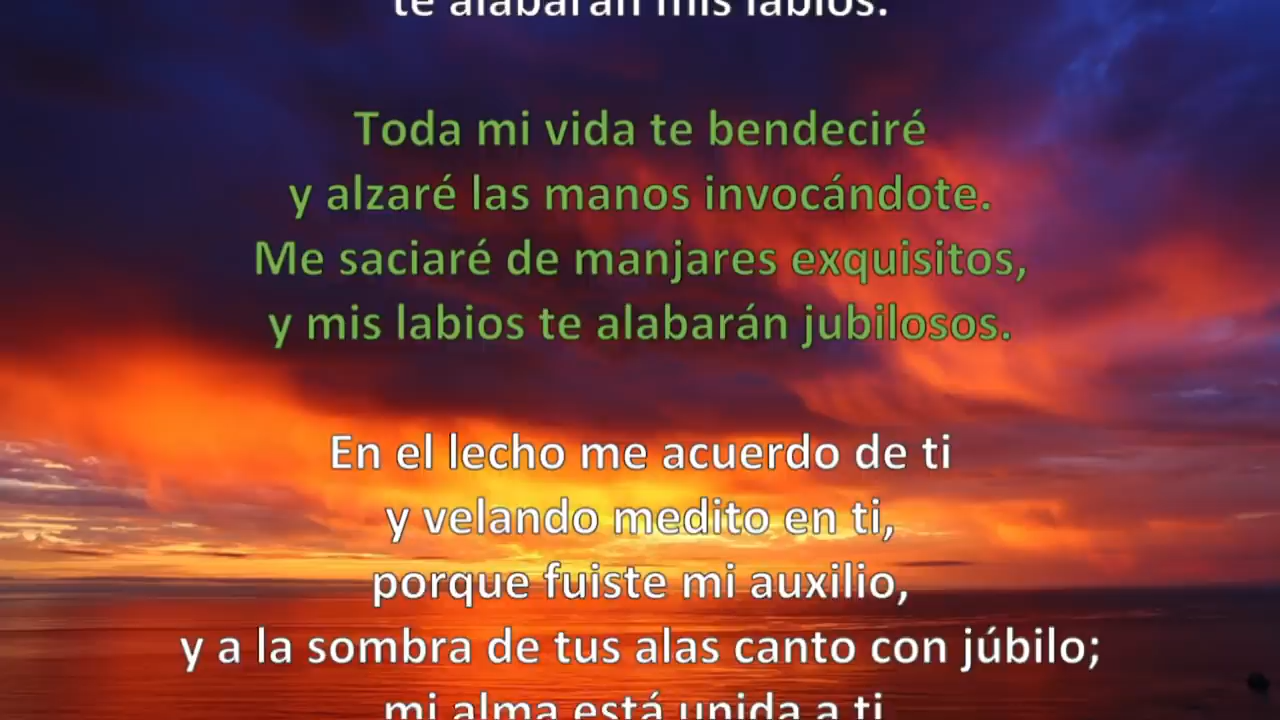 te alabarán mis labios.
Toda mi vida te bendeciré
y alzaré las manos invocándote.
Me saciaré de manjares exquisitos,
y mis labios te alabarán jubilosos.
En el lecho me acuerdo de ti
y velando medito en ti,
porque fuiste mi auxilio,
y a la sombra de tus alas canto con júbilo;
mi alma está unida a ti